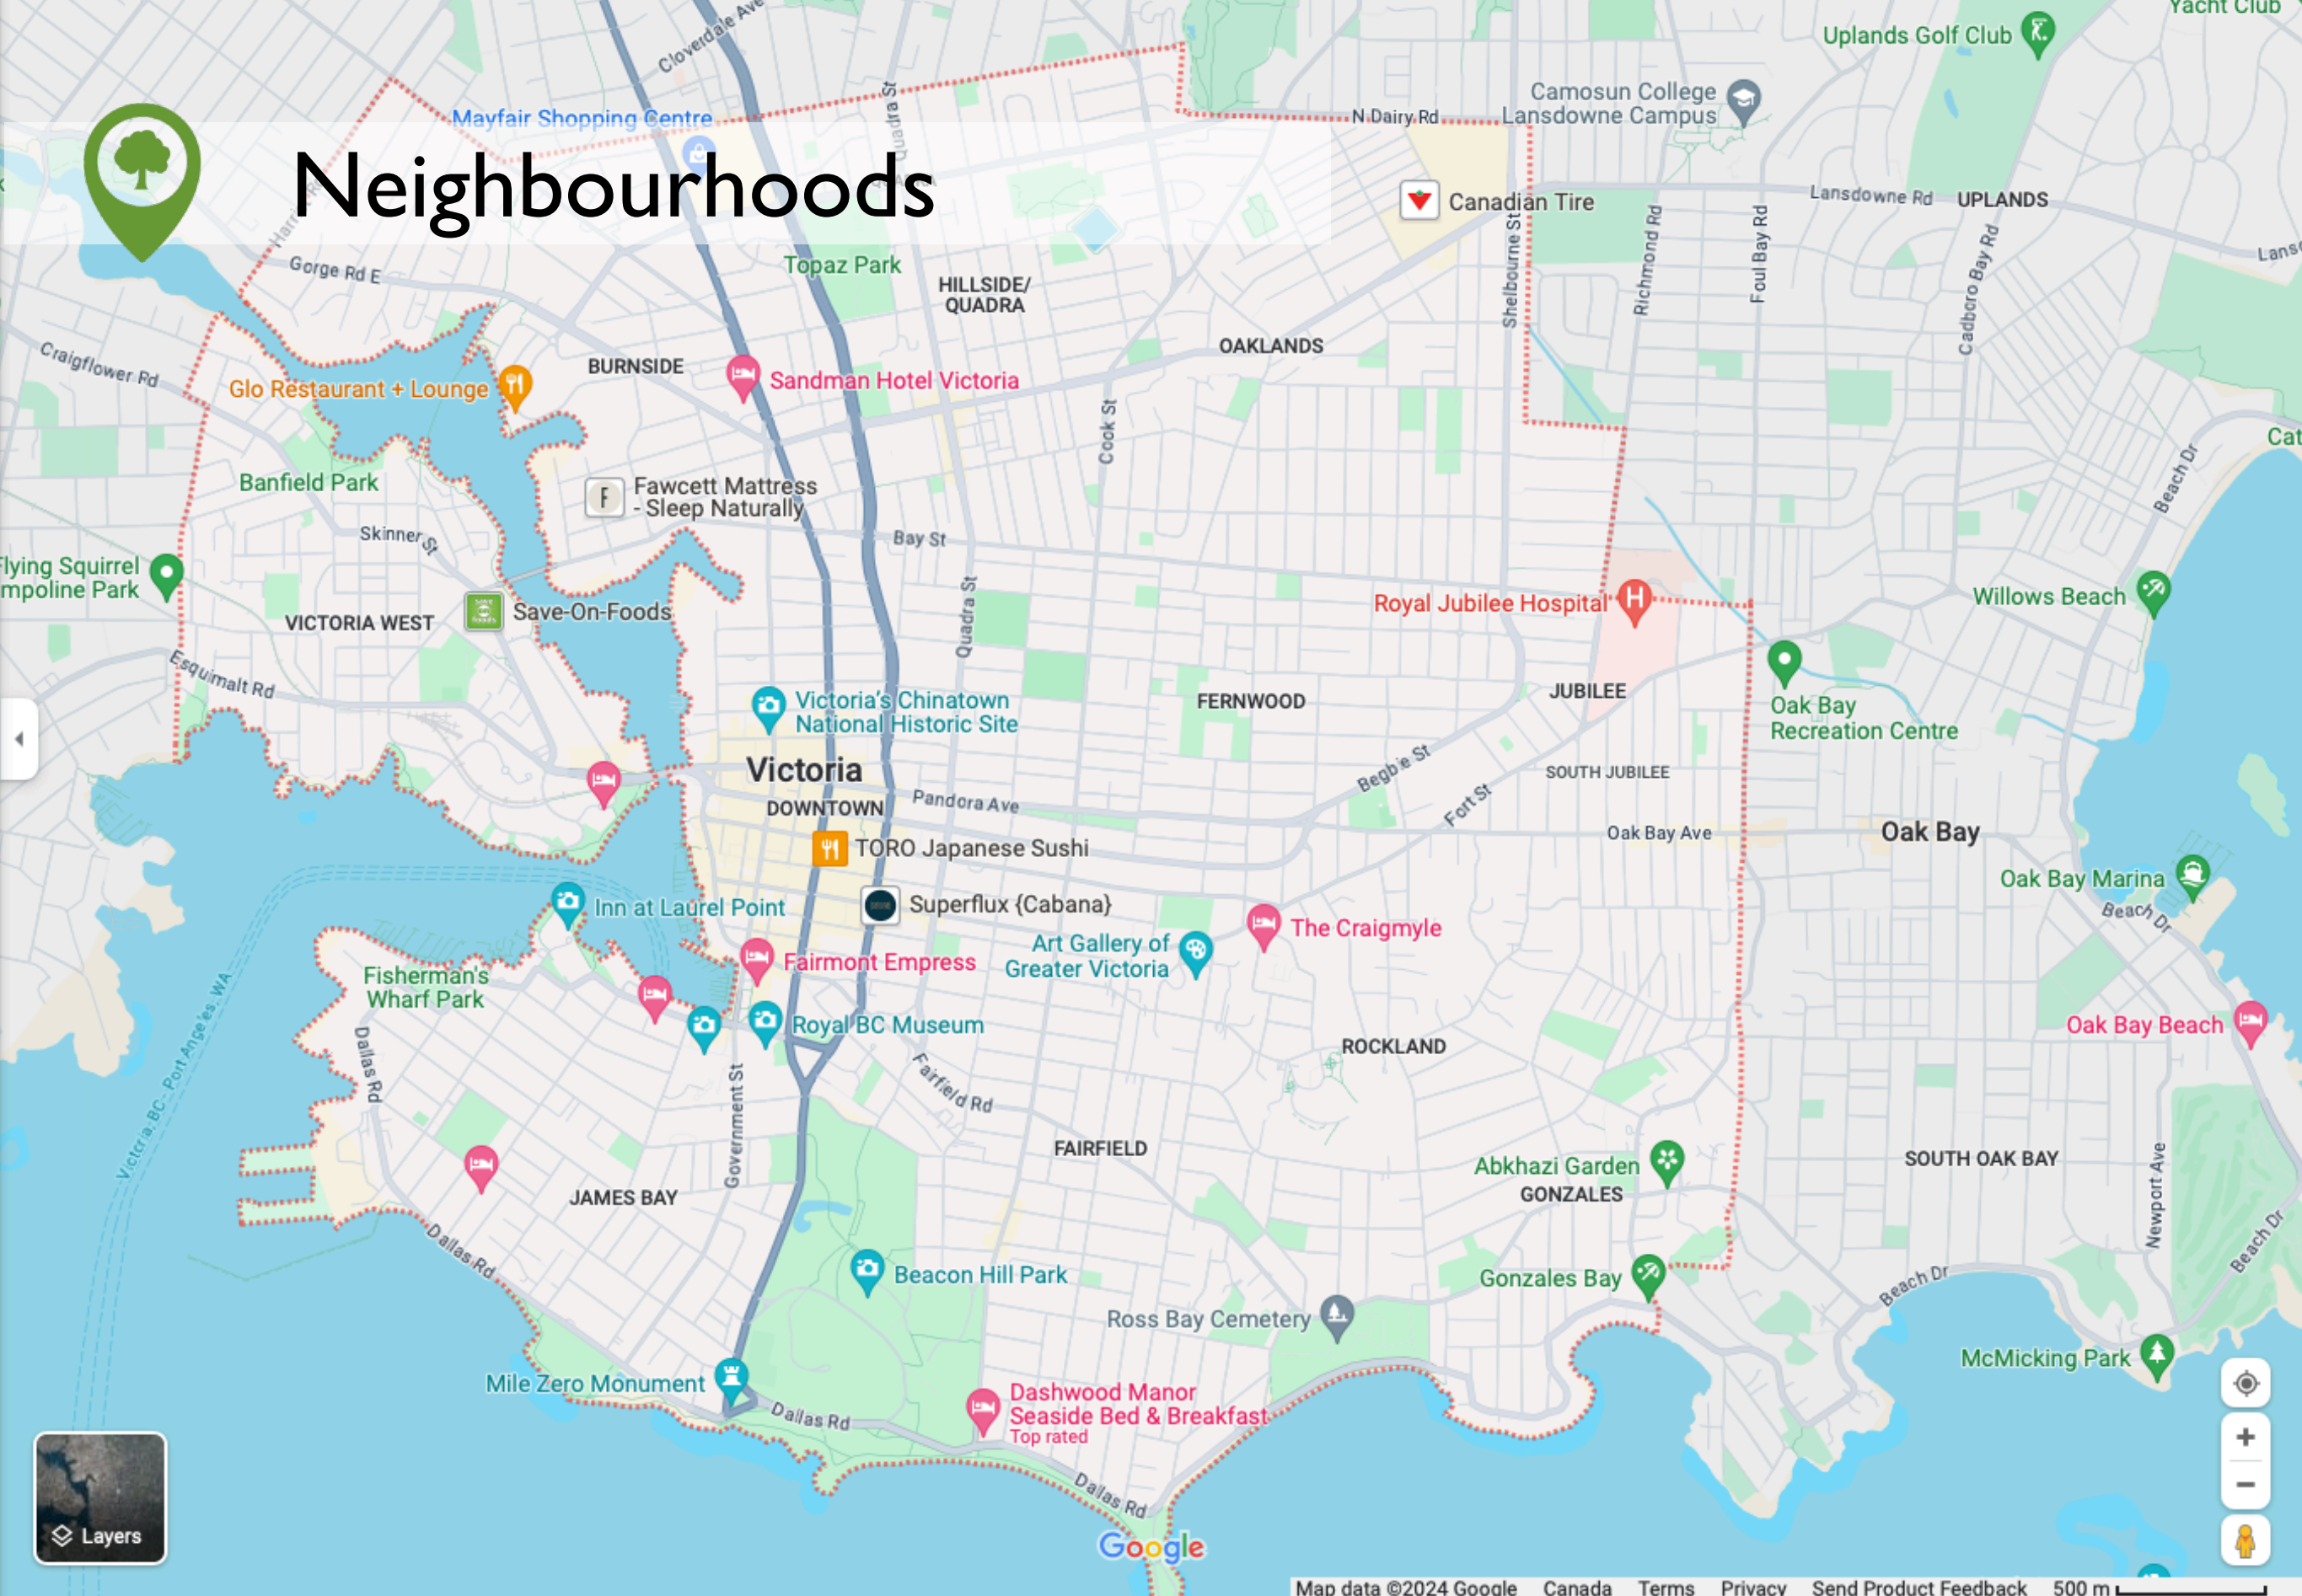 Yacht Club
Cloverdale Ave
Uplands Golf Club
Camosun College
Lansdowne Campus
Mayfair Shopping Centre
N Dairy Rd
Quadra St
Neighbourhoods
Lansdowne Rd
UPLANDS
Canadian Tire
Shelbourne St
Richmond Rd
Foul Bay Rd
Cadboro Bay Rd
Gorge Rd E
Topaz Park
HILLSIDE/
QUADRA
OAKLANDS
Craigflower Rd
BURNSIDE
Glo Restaurant + Lounge
Sandman Hotel Victoria
Cook St
Cat
Beach Dr
Banfield Park
F
Fawcett Mattress
- Sleep Naturally
Skinner St
Bay St
Flying Squirrel
mpoline Park
Quadra St
Royal Jubilee Hospital
H
Willows Beach
VICTORIA WEST
Save-On-Foods
Esquimalt Rd
Victoria's Chinatown
National Historic Site
FERNWOOD
JUBILEE
Oak Bay
Recreation Centre
Victoria
DOWNTOWN
Pandora Ave
Begbie St
SOUTH JUBILEE
Fort St
Oak Bay Ave
Oak Bay
TORO Japanese Sushi
Oak Bay Marina
Beach Dr
Inn at Laurel Point
Superflux {Cabana}
The Craigmyle
Art Gallery of
Greater Victoria
Fairmont Empress
Fisherman's
Wharf Park
Victoria, BC - Port Angeles, WA
Royal BC Museum
Oak Bay Beach
Dallas Rd
ROCKLAND
Government St
Fairfield Rd
FAIRFIELD
Abkhazi Garden
GONZALES
SOUTH OAK BAY
Newport Ave
JAMES BAY
Dallas Rd
Beach Dr
Beacon Hill Park
Gonzales Bay
Beach Dr
Ross Bay Cemetery
McMicking Park
Mile Zero Monument
Dallas Rd
Dashwood Manor
Seaside Bed & Breakfast
Top rated
Dallas Rd
Layers
Google
Map data ©2024 Google Canada Terms Privacy Send Product Feedback 500 m